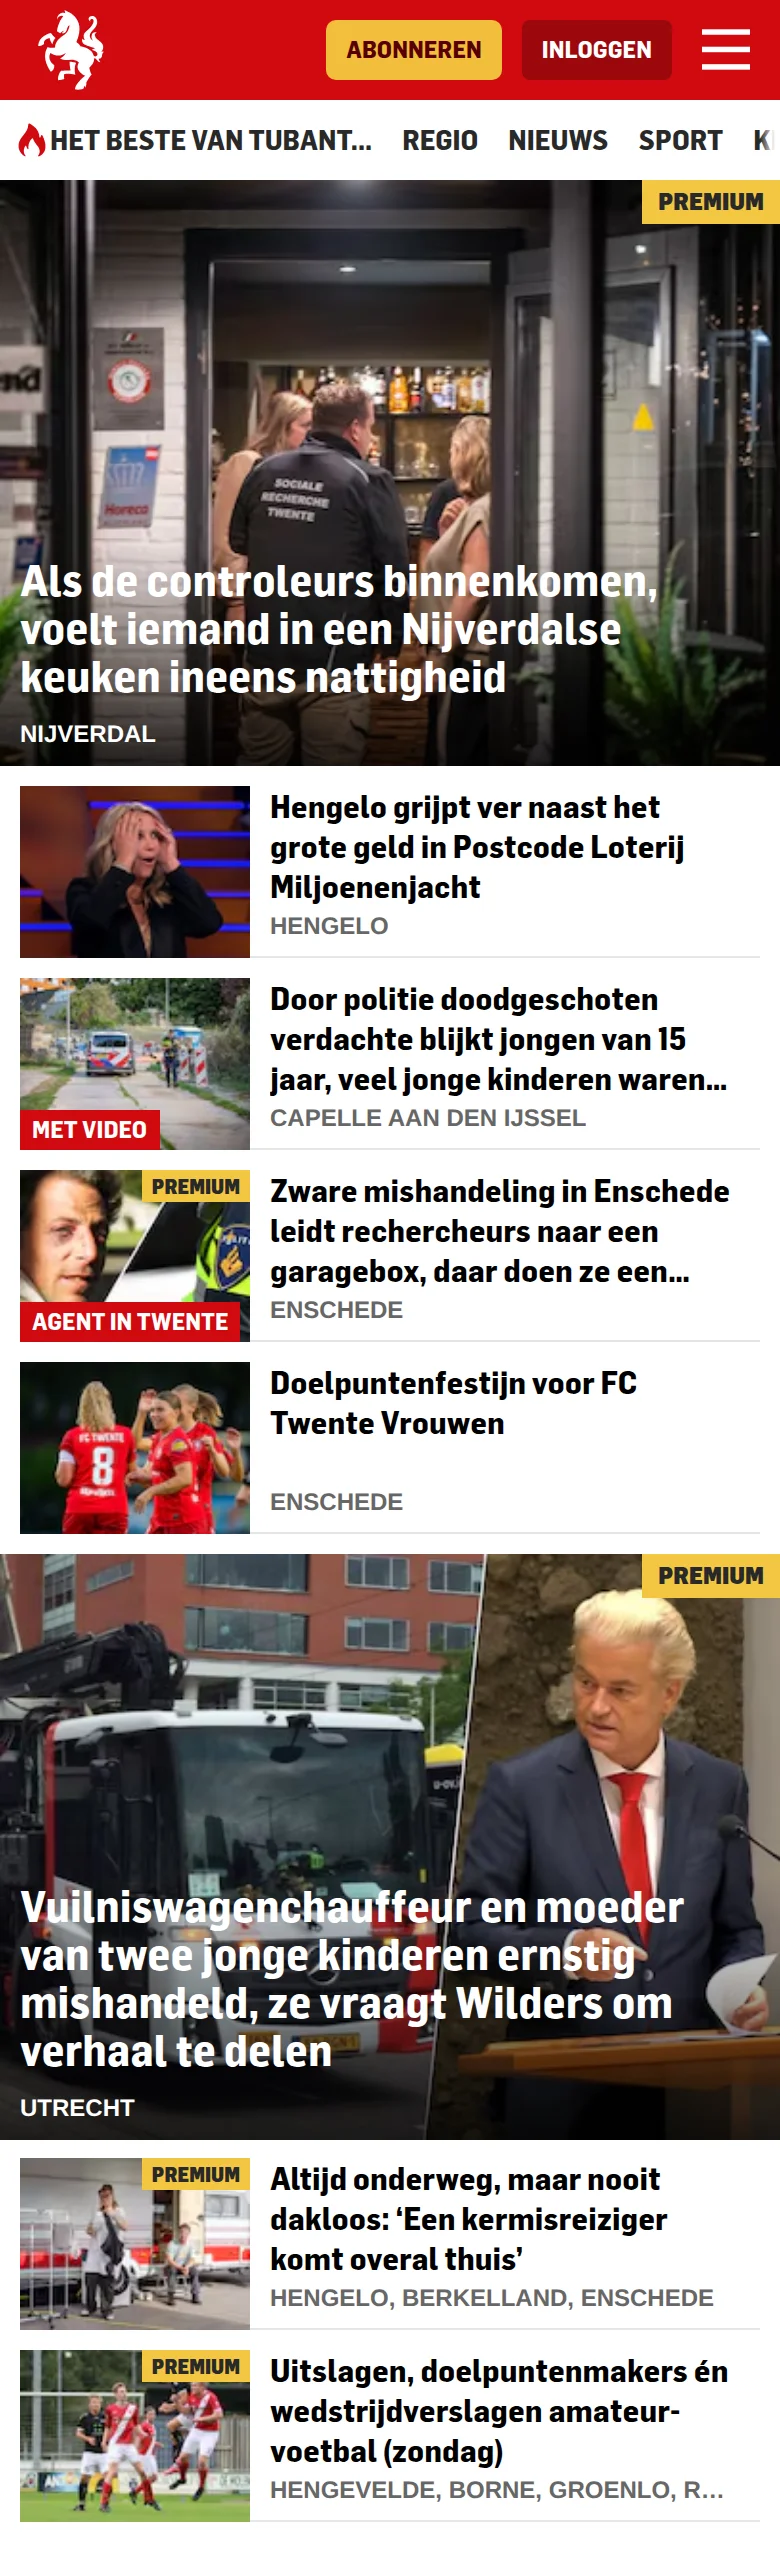 ABONNEREN
INLOGGEN
HET BESTE VAN TUBANT...
REGIO
NIEUWS
SPORT
PREMIUM
Horeca
SOCIALE
RECHERCHE
TWENTE
Als de controleurs binnenkomen,
voelt iemand in een Nijverdalse
keuken ineens nattigheid
NIJVERDAL
Hengelo grijpt ver naast het
grote geld in Postcode Loterij
Miljoenenjacht
HENGELO
MET VIDEO
Door politie doodgeschoten
verdachte blijkt jongen van 15
jaar, veel jonge kinderen waren...
CAPELLE AAN DEN IJSSEL
PREMIUM
AGENT IN TWENTE
Zware mishandeling in Enschede
leidt rechercheurs naar een
garagebox, daar doen ze een...
ENSCHEDE
FC TWENTE
8
Doelpuntenfestijn voor FC
Twente Vrouwen
ENSCHEDE
PREMIUM
Vuilniswagenchauffeur en moeder
van twee jonge kinderen ernstig
mishandeld, ze vraagt Wilders om
verhaal te delen
UTRECHT
PREMIUM
Altijd onderweg, maar nooit
dakloos: ‘Een kermisreiziger
komt overal thuis’
HENGELO, BERKELLAND, ENSCHEDE
PREMIUM
Uitslagen, doelpuntenmakers én
wedstrijdverslagen amateur-
voetbal (zondag)
HENGEVELDE, BORNE, GROENLO, R...